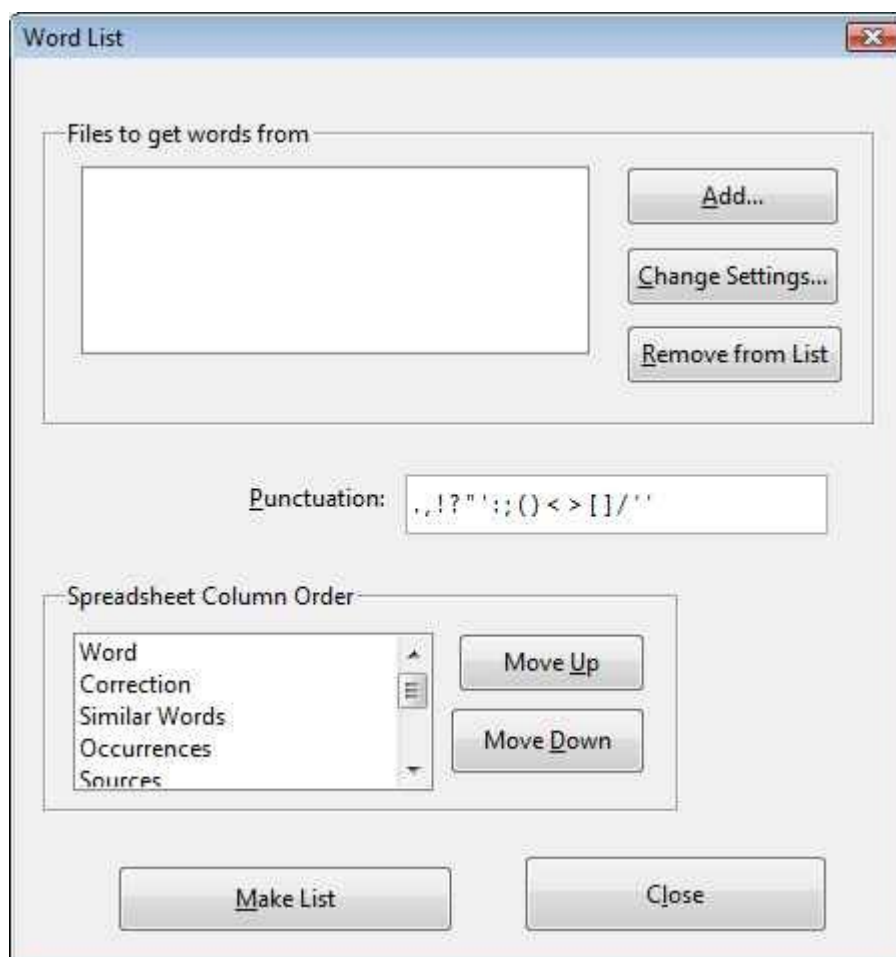 Word List
Files to get words from
Add...
Change Settings...
Remove from List
Punctuation:
.,!?"':;()<>[]/''
Spreadsheet Column Order
Word
Correction
Similar Words
Occurrences
Sources
Move Up
Move Down
Make List
Close